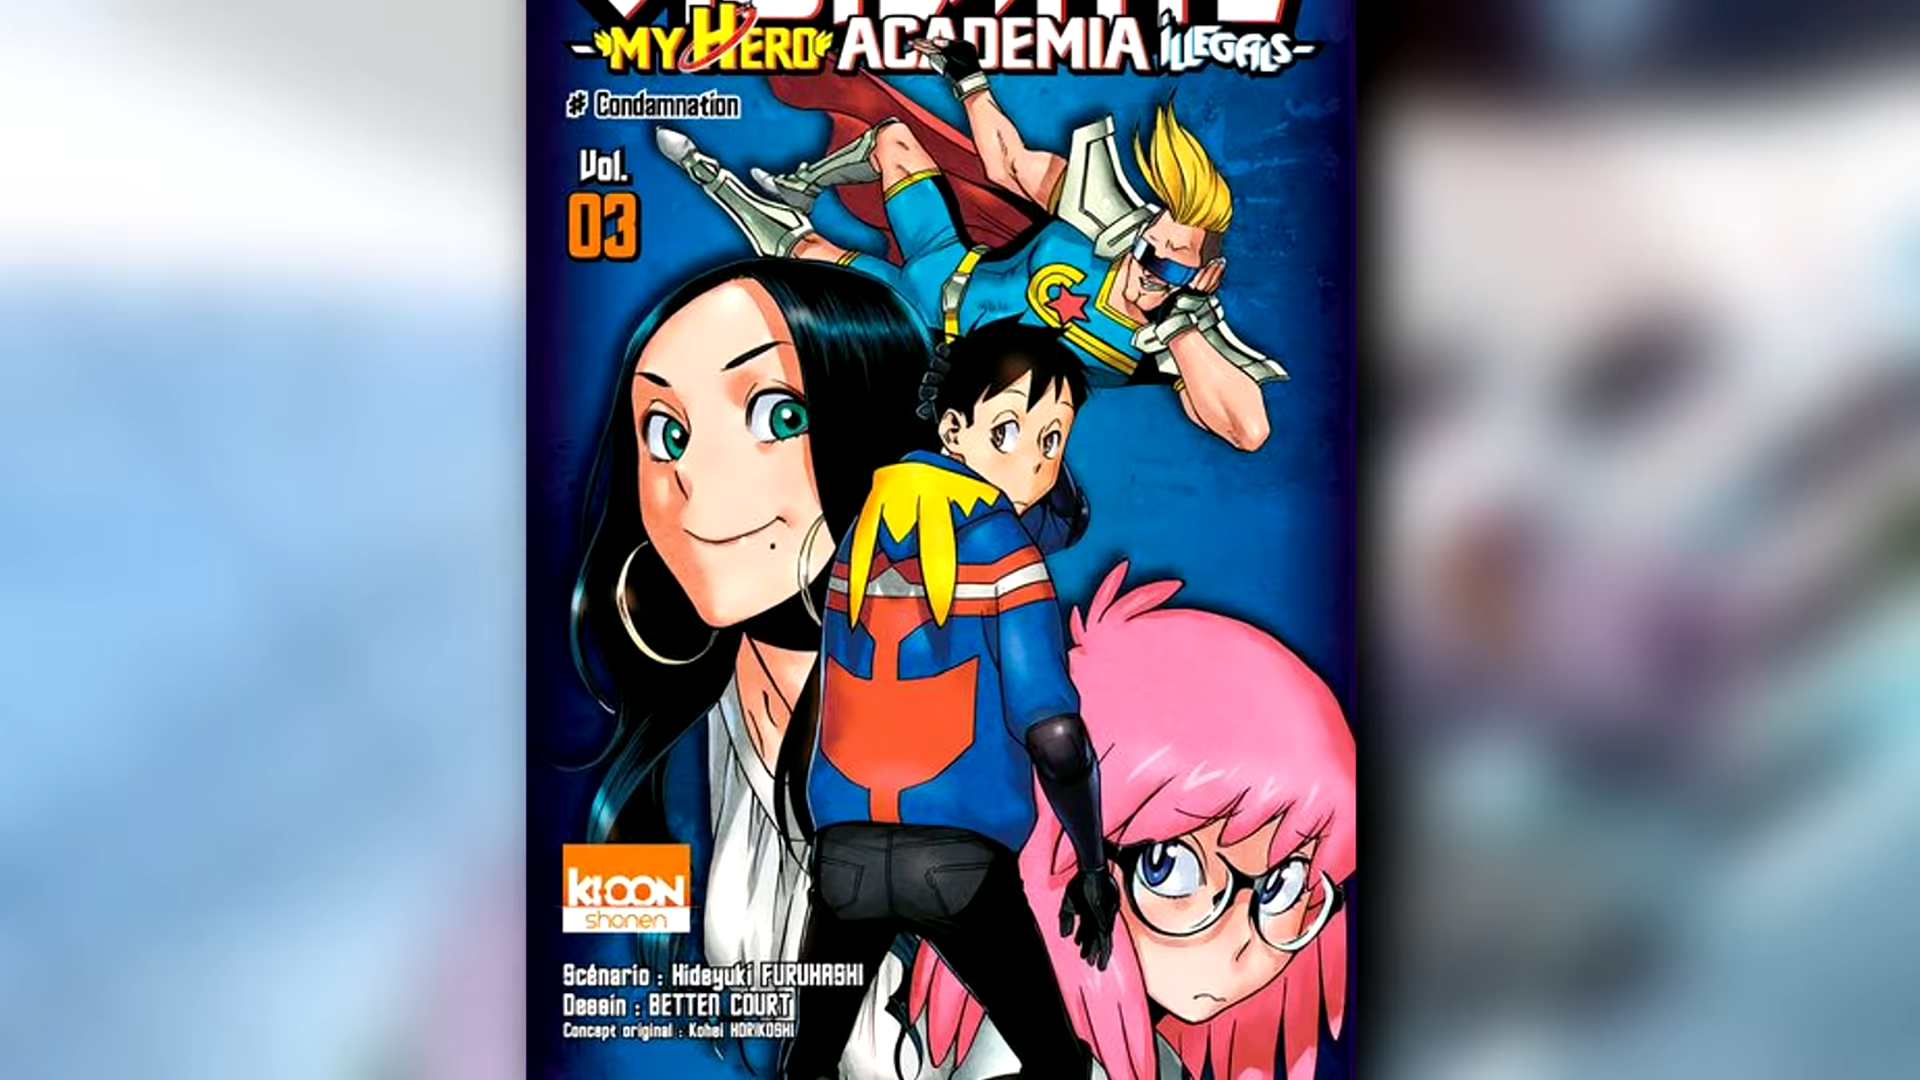 -MY HERO ACADEMIA ILLEGALS-
# Condamnation
Vol.
03
C
KI-OON
shonen
Scénario : Hideyuki FURUHASHI
Dessin : BETTEN COURT
Concept original : Kohei HORIKOSHI